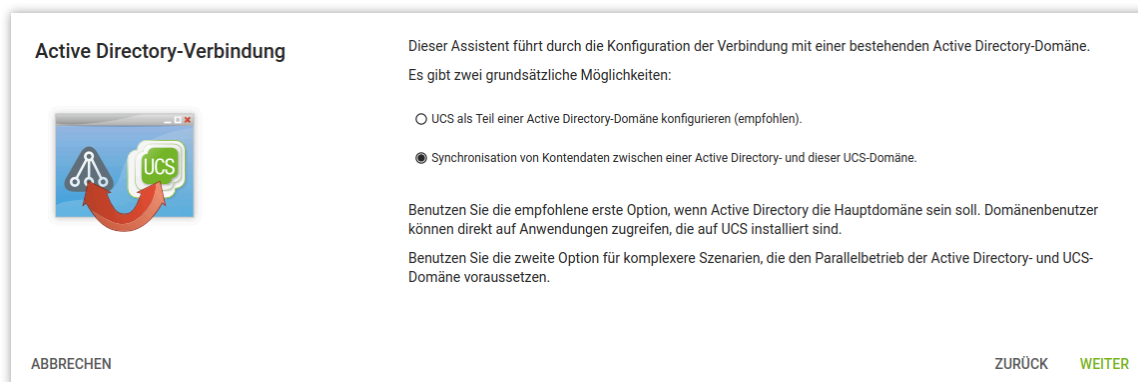 Active Directory-Verbindung
UCS
Dieser Assistent führt durch die Konfiguration der Verbindung mit einer bestehenden Active Directory-Domäne.
Es gibt zwei grundsätzliche Möglichkeiten:
UCS als Teil einer Active Directory-Domäne konfigurieren (empfohlen).
Synchronisation von Kontendaten zwischen einer Active Directory- und dieser UCS-Domäne.
Benutzen Sie die empfohlene erste Option, wenn Active Directory die Hauptdomäne sein soll. Domänenbenutzer
können direkt auf Anwendungen zugreifen, die auf UCS installiert sind.
Benutzen Sie die zweite Option für komplexere Szenarien, die den Parallelbetrieb der Active Directory- und UCS-
Domäne voraussetzen.
ABBRECHEN
ZURÜCK
WEITER